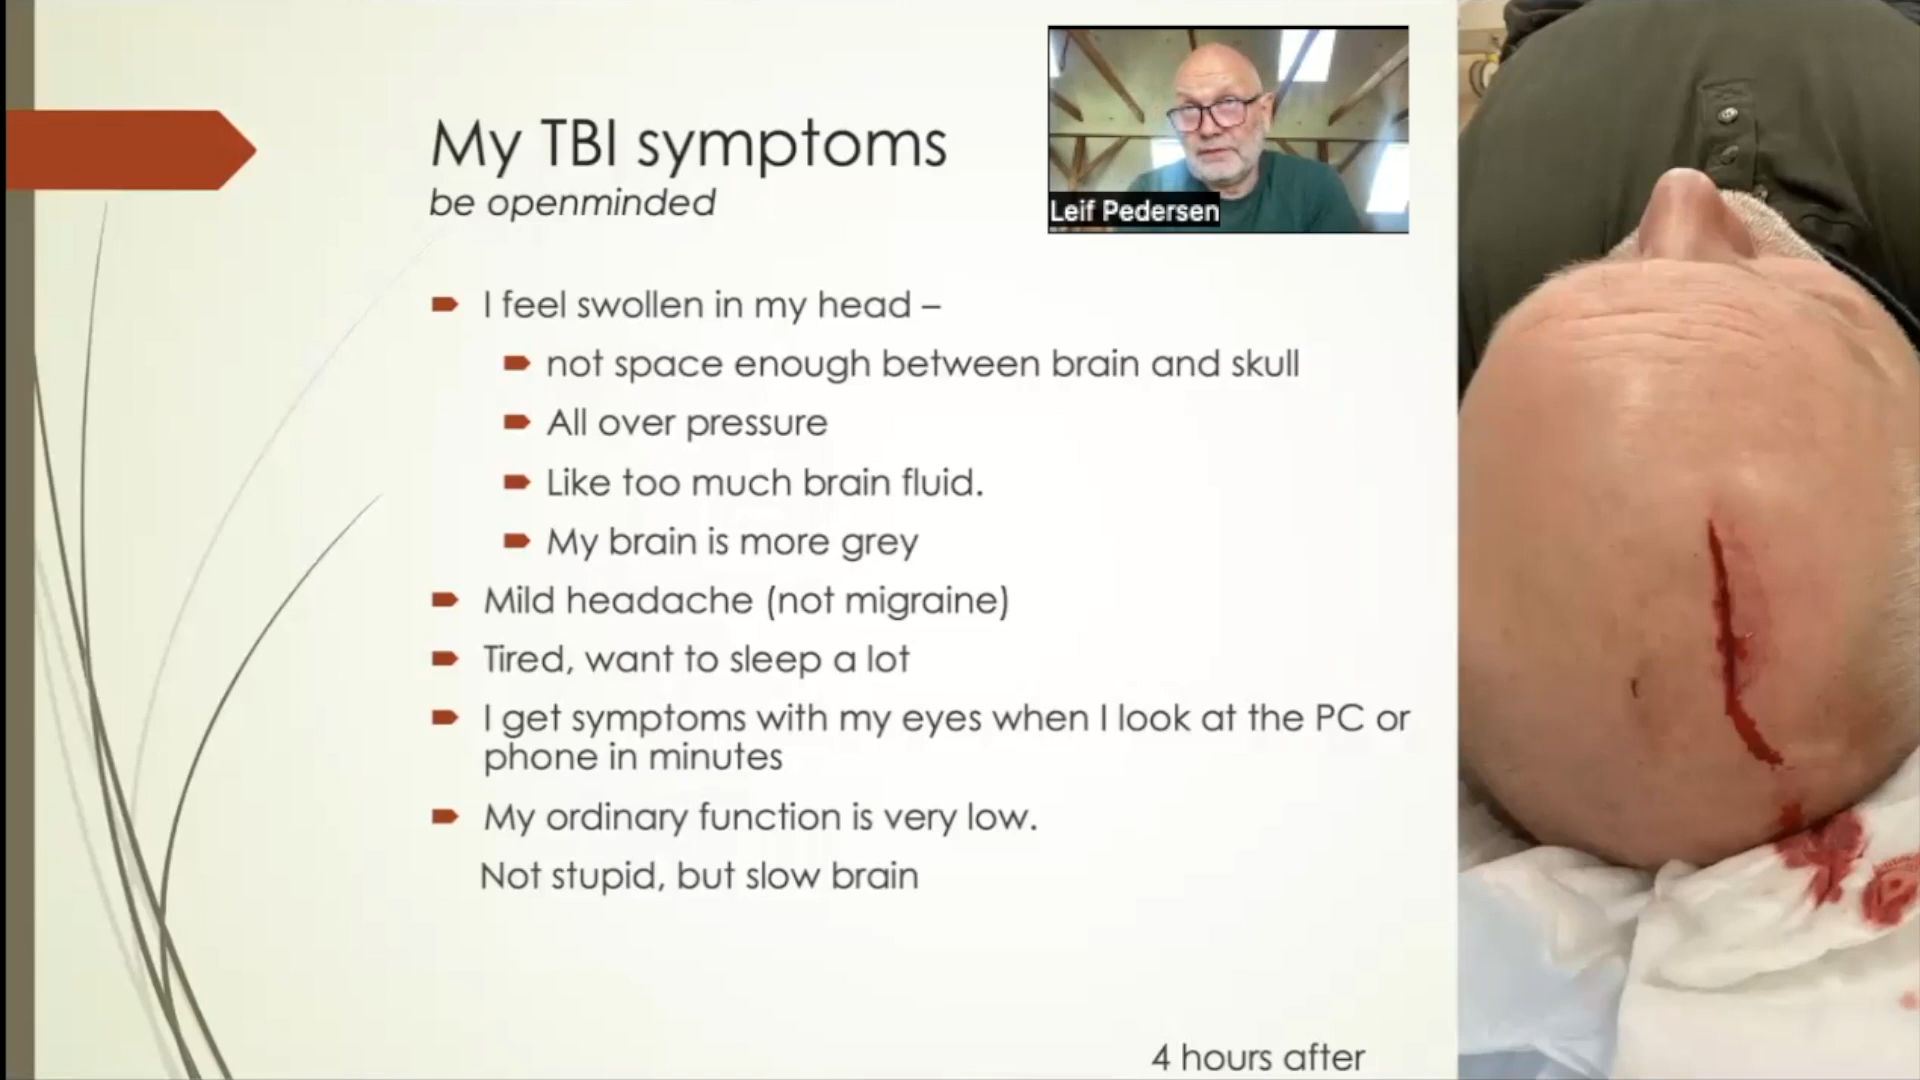 My TBI symptoms
be openminded
Leif Pedersen
I feel swollen in my head –
not space enough between brain and skull
All over pressure
Like too much brain fluid.
My brain is more grey
Mild headache (not migraine)
Tired, want to sleep a lot
I get symptoms with my eyes when I look at the PC or
phone in minutes
My ordinary function is very low.
Not stupid, but slow brain
4 hours after